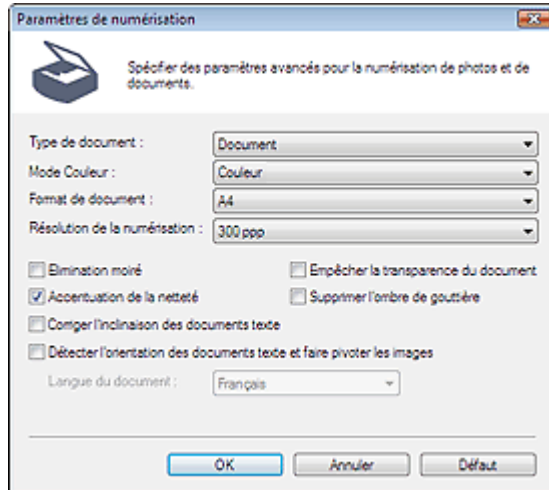 Paramètres de numérisation
Spécifier des paramètres avancés pour la numérisation de photos et de
documents.
Type de document : Document
Mode Couleur : Couleur
Format de document : A4
Résolution de la numérisation : 300 ppp
Elimination moiré Empêcher la transparence du document
Accentuation de la netteté Supprimer l'ombre de gouttière
Corriger l'inclinaison des documents texte
Détecter l'orientation des documents texte et faire pivoter les images
Langue du document : Français
OK Annuler Défaut